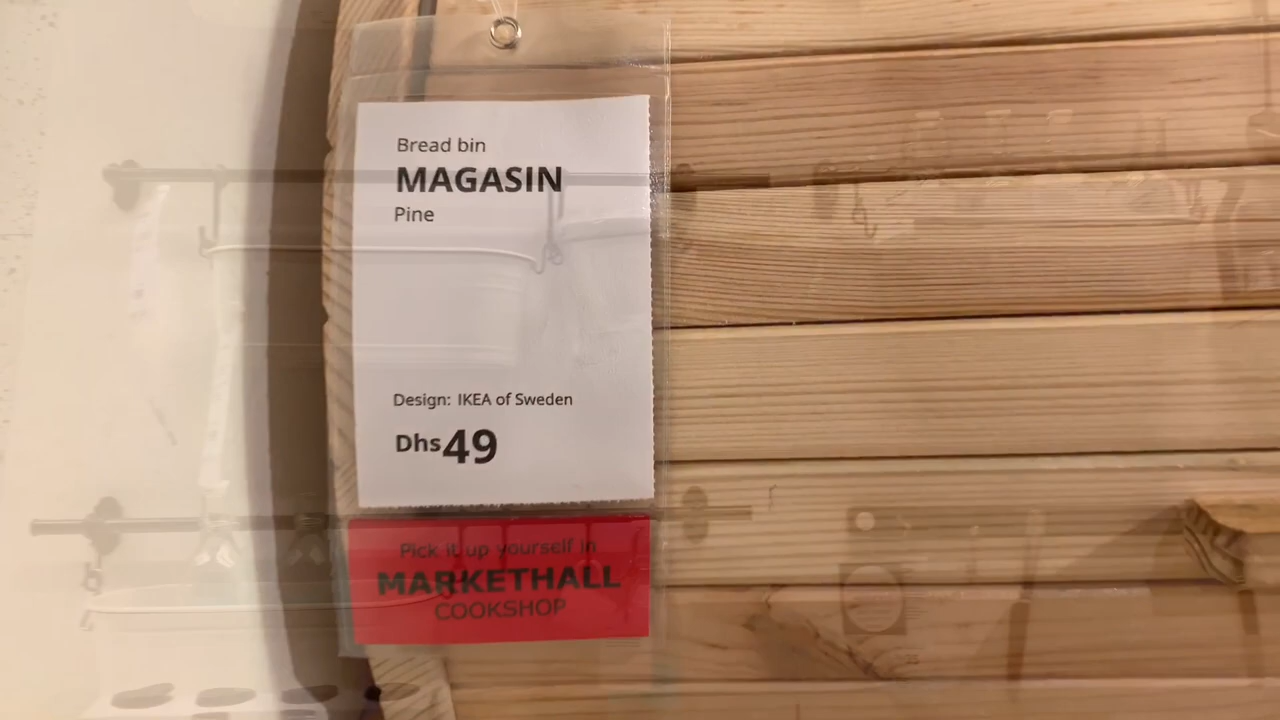 Bread bin
MAGASIN
Pine
Design: IKEA of Sweden
Dhs49
Pick it up yourself in
MARKETHALL
COOKSHOP